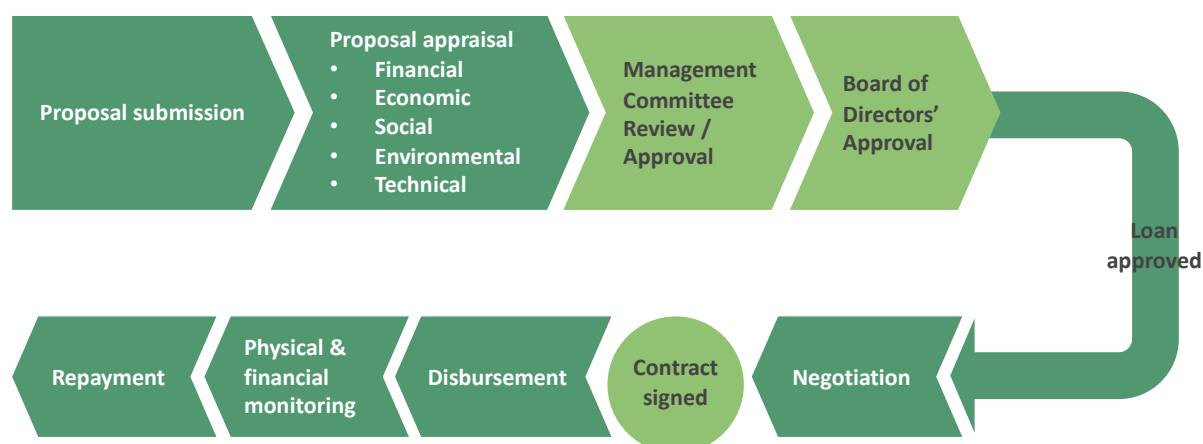 Proposal submission
Proposal appraisal
• Financial
• Economic
• Social
• Environmental
• Technical
Management
Committee
Review /
Approval
Board of
Directors’
Approval
Loan
approved
Negotiation
Contract
signed
Disbursement
Physical &
financial
monitoring
Repayment